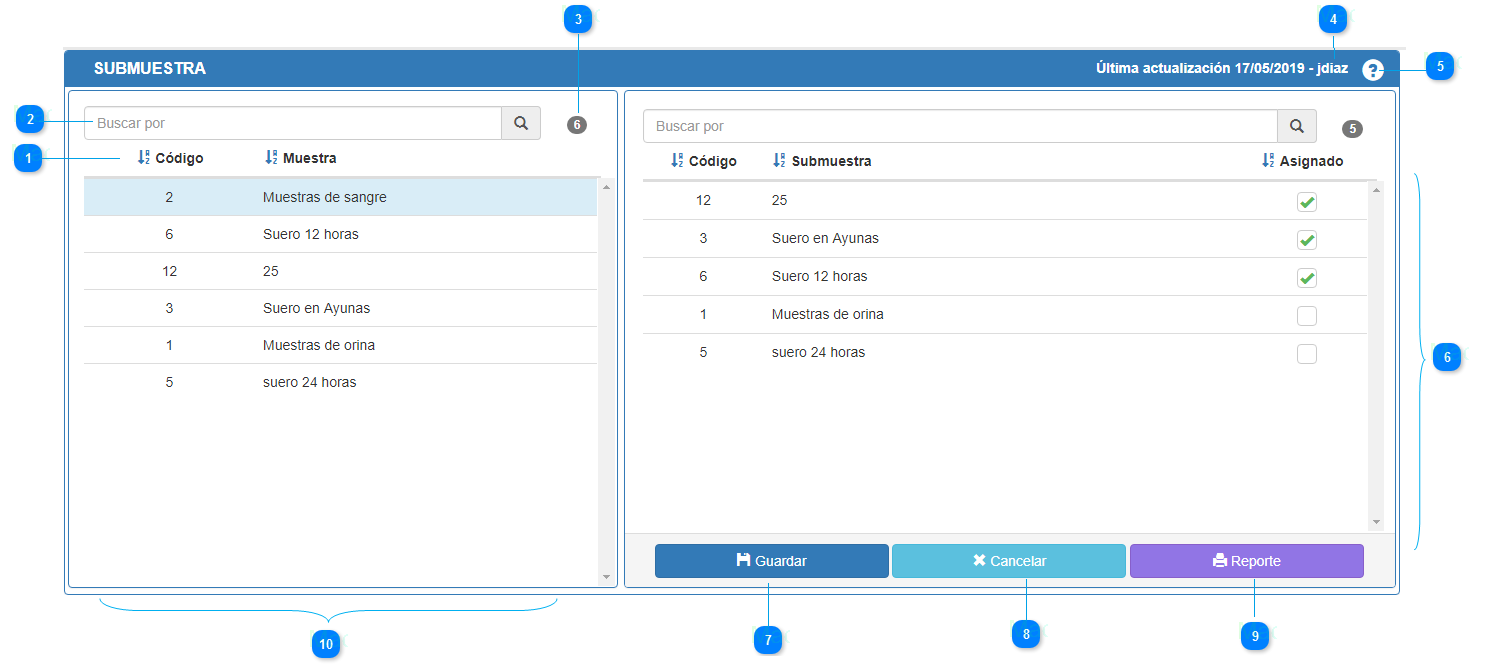 3
4
SUBMUESTRA
Última actualización 17/05/2019 - jdiaz ?
5
2
Buscar por
6
Buscar por
5
1
Código Muestra
Código Submuestra Asignado
2 Muestras de sangre
6 Suero 12 horas
12 25
3 Suero en Ayunas
1 Muestras de orina
5 suero 24 horas
12 25
3 Suero en Ayunas
6 Suero 12 horas
1 Muestras de orina
5 suero 24 horas
6
Guardar
Cancelar
Reporte
10
7
8
9